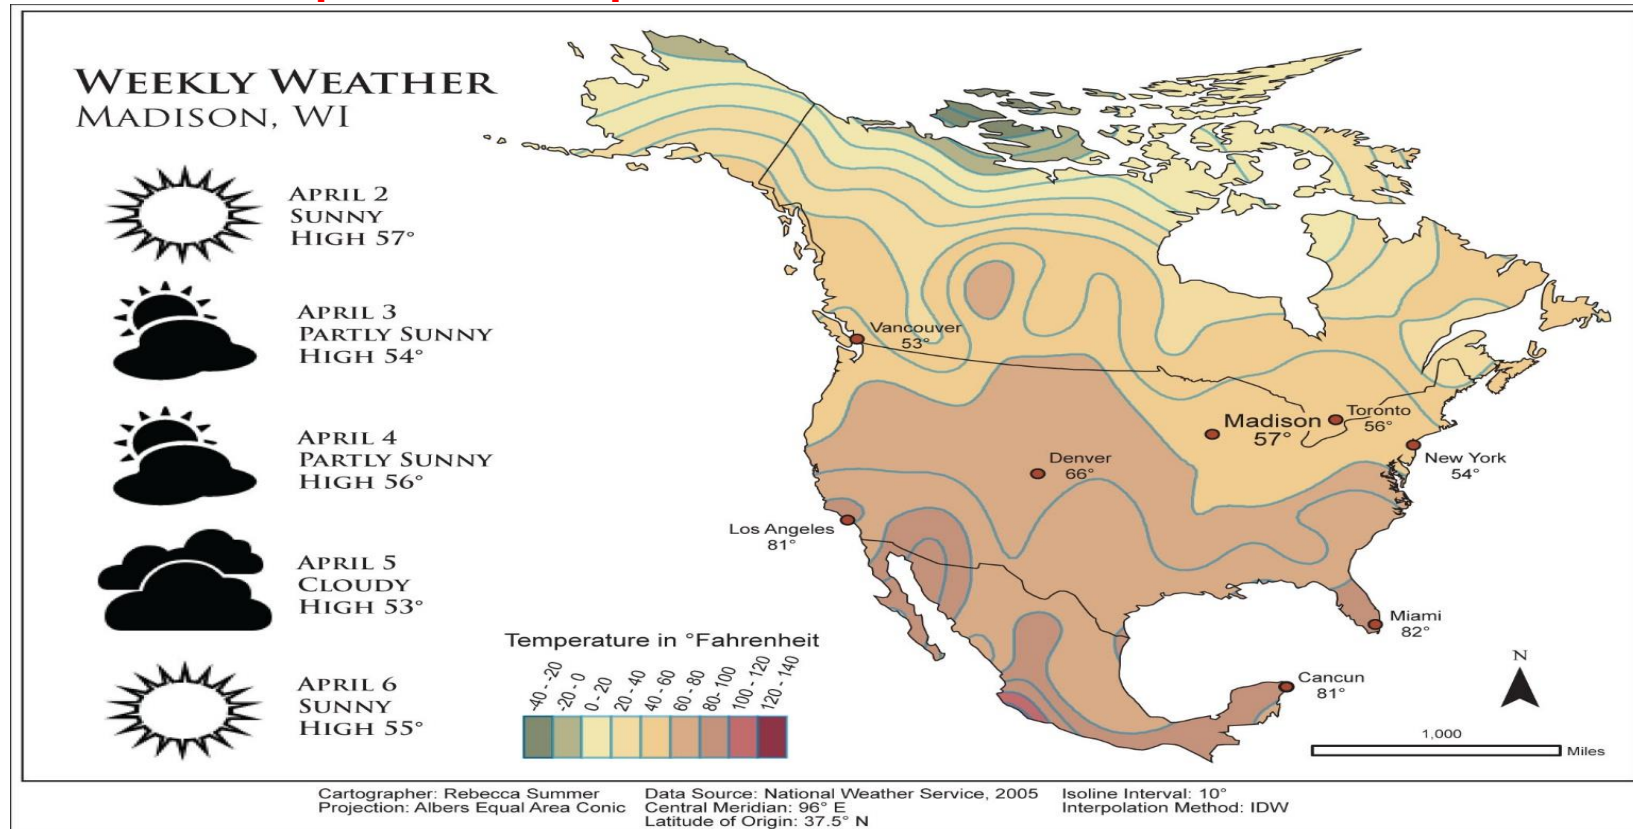 WEEKLY WEATHER
MADISON, WI
APRIL 2
SUNNY
HIGH 57°
APRIL 3
PARTLY SUNNY
HIGH 54°
APRIL 4
PARTLY SUNNY
HIGH 56°
APRIL 5
CLOUDY
HIGH 53°
APRIL 6
SUNNY
HIGH 55°
Vancouver
53°
Madison
57°
Toronto
56°
New York
54°
Denver
66°
Los Angeles
81°
Miami
82°
Cancun
81°
Temperature in °Fahrenheit
-40 - -20
-20 - 0
0 - 20
20 - 40
40 - 60
60 - 80
80- 100
100 - 120
120 - 140
N
1,000
Miles
Cartographer: Rebecca Summer
Projection: Albers Equal Area Conic
Data Source: National Weather Service, 2005
Central Meridian: 96° E
Latitude of Origin: 37.5° N
Isoline Interval: 10°
Interpolation Method: IDW